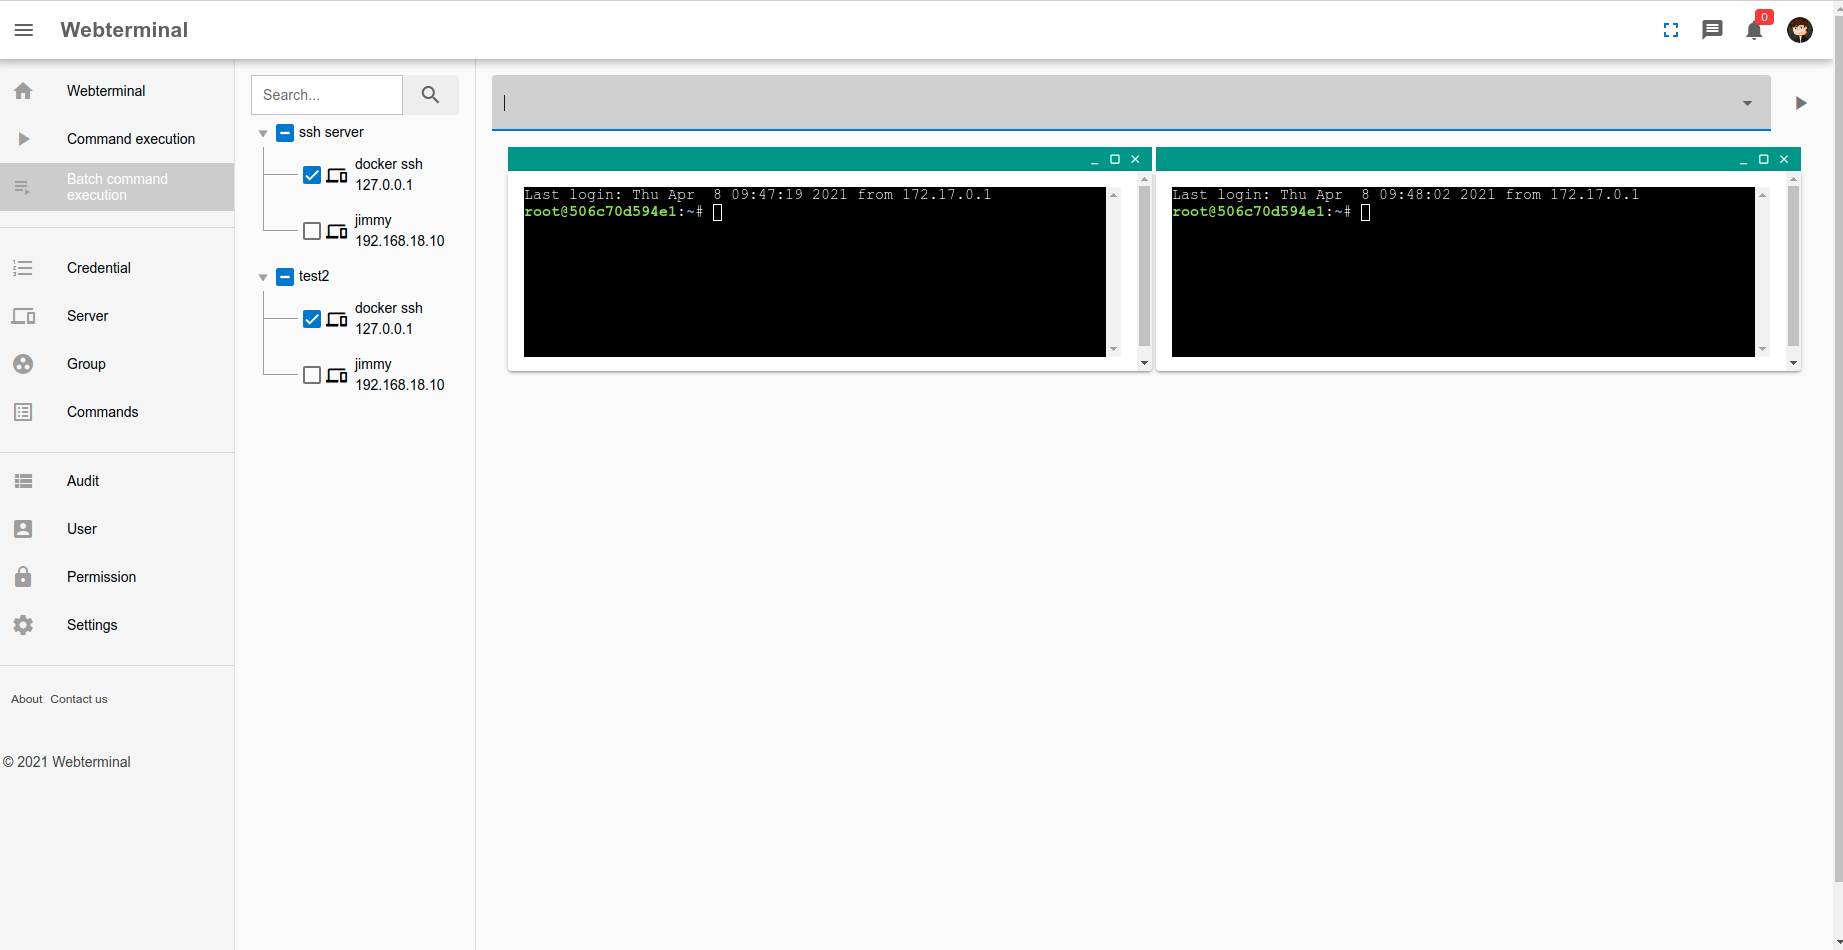 Webterminal
0
Webterminal
Command execution
Batch command
execution
Credential
Server
Group
Commands
Audit
User
Permission
Settings
About Contact us
© 2021 Webterminal
Search...
ssh server
docker ssh
127.0.0.1
jimmy
192.168.18.10
test2
docker ssh
127.0.0.1
jimmy
192.168.18.10
Last login: Thu Apr  8 09:47:19 2021 from 172.17.0.1
root@506c70d594e1:~#
Last login: Thu Apr  8 09:48:02 2021 from 172.17.0.1
root@506c70d594e1:~#